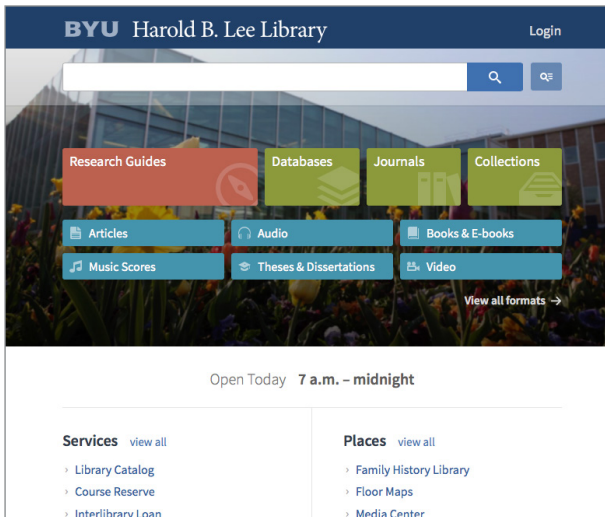 BYU Harold B. Lee Library Login
Research Guides Databases Journals Collections
Articles Audio Books & E-books
Music Scores Theses & Dissertations Video
View all formats →
Open Today 7 a.m. – midnight
Services view all Places view all
› Library Catalog › Family History Library
› Course Reserve › Floor Maps
› Interlibrary Loan › Media Center